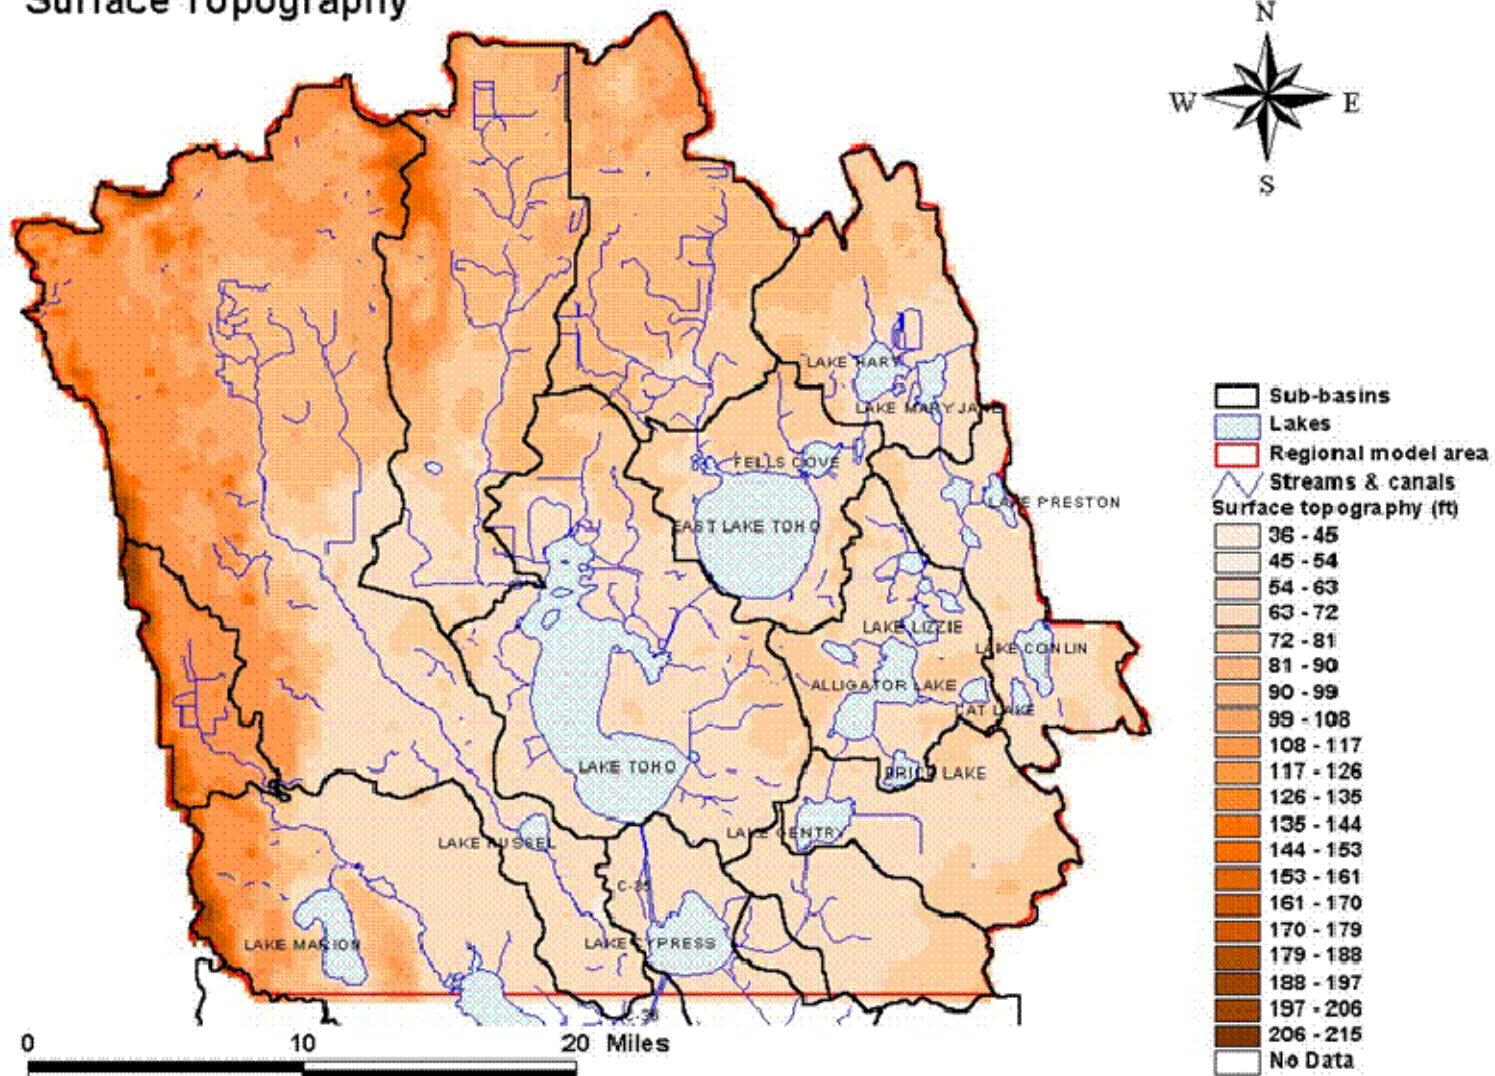 Surface Topography
N
W E
S
LAKE HART
LAKE MARY JANE
FELLS COVE
LAKE PRESTON
EAST LAKE TOHO
LAKE LIZZIE
LAKE CONLIN
ALLIGATOR LAKE
CAT LAKE
LAKE TOHO
BRICK LAKE
LAKE GENTRY
LAKE RUSSEL
C-35
LAKE MARION
LAKE CYPRESS
Sub-basins
Lakes
Regional model area
Streams & canals
Surface topography (ft)
36 - 45
45 - 54
54 - 63
63 - 72
72 - 81
81 - 90
90 - 99
99 - 108
108 - 117
117 - 126
126 - 135
135 - 144
144 - 153
153 - 161
161 - 170
170 - 179
179 - 188
188 - 197
197 - 206
206 - 215
No Data
0 10 20 Miles